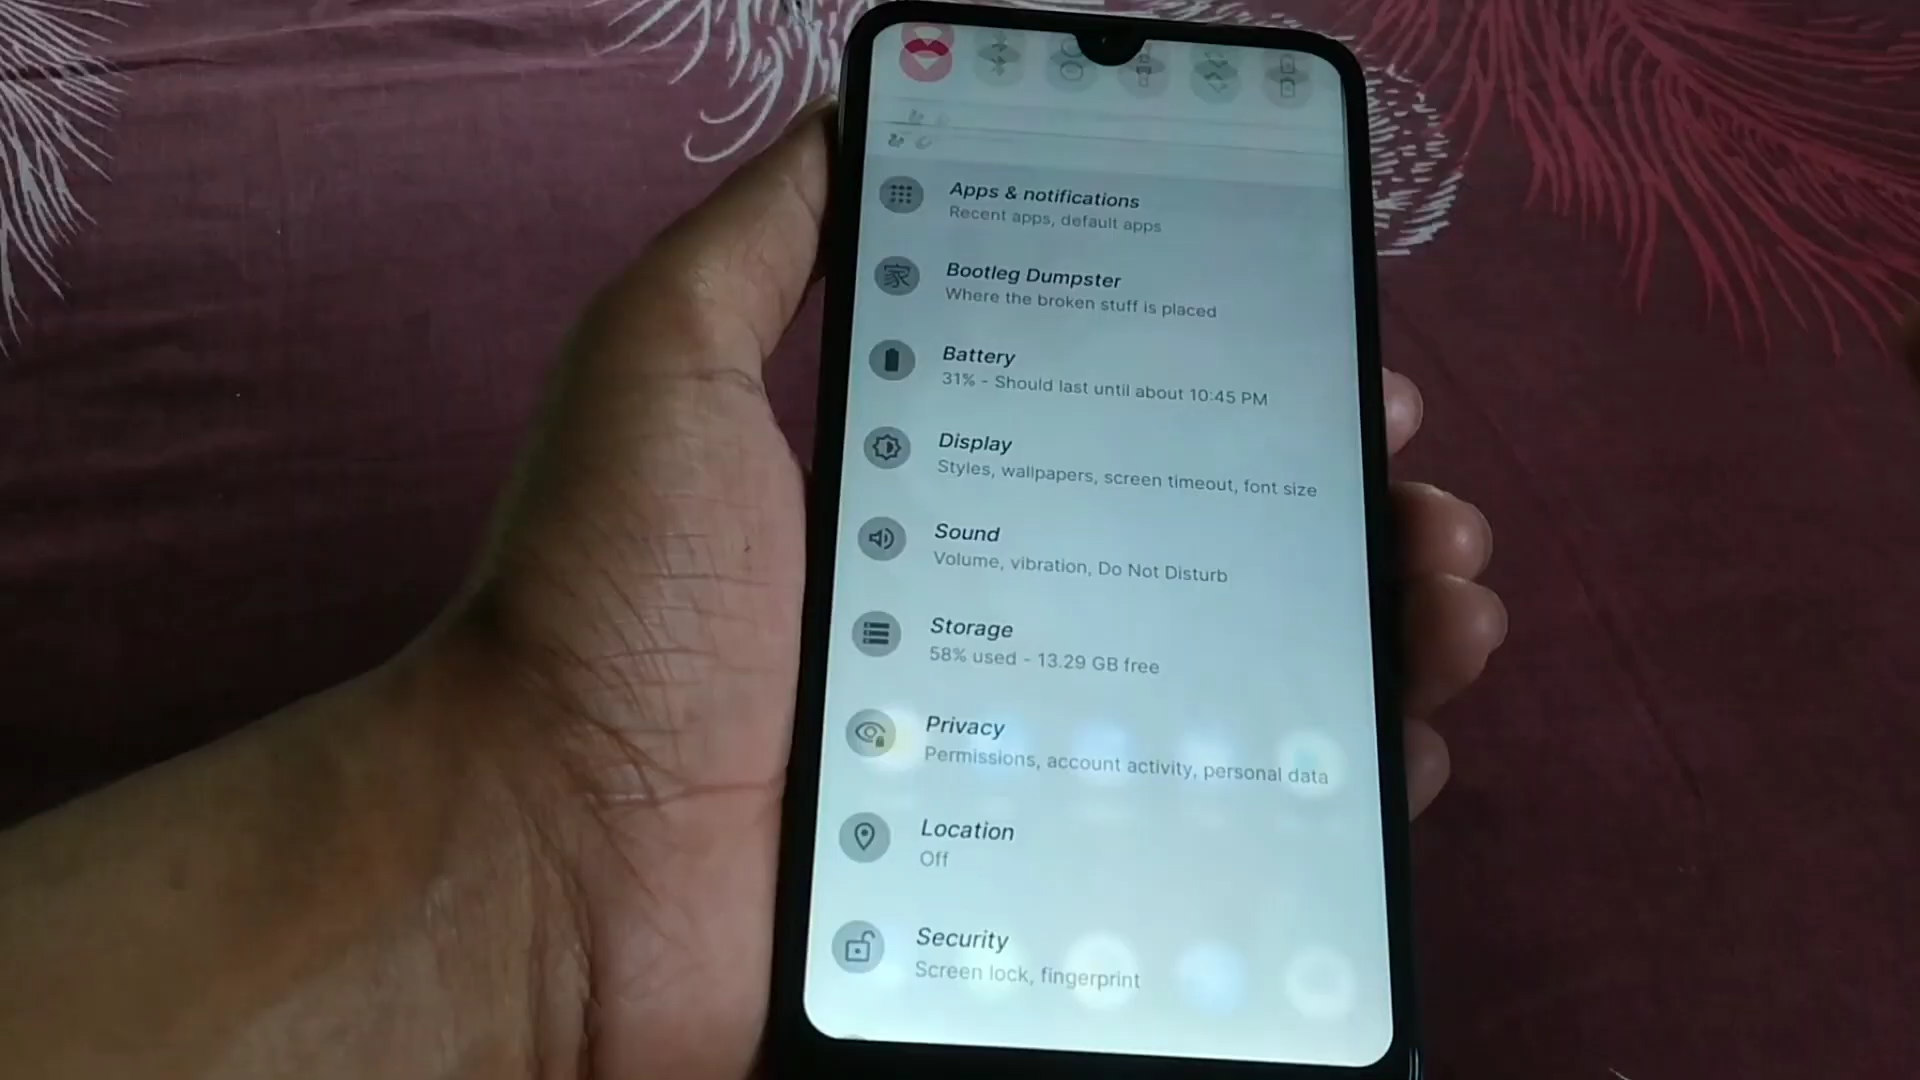 Apps & notifications
Recent apps, default apps
家
Bootleg Dumpster
Where the broken stuff is placed
Battery
31% - Should last until about 10:45 PM
Display
Styles, wallpapers, screen timeout, font size
Sound
Volume, vibration, Do Not Disturb
Storage
58% used - 13.29 GB free
Privacy
Permissions, account activity, personal data
Location
Off
Security
Screen lock, fingerprint